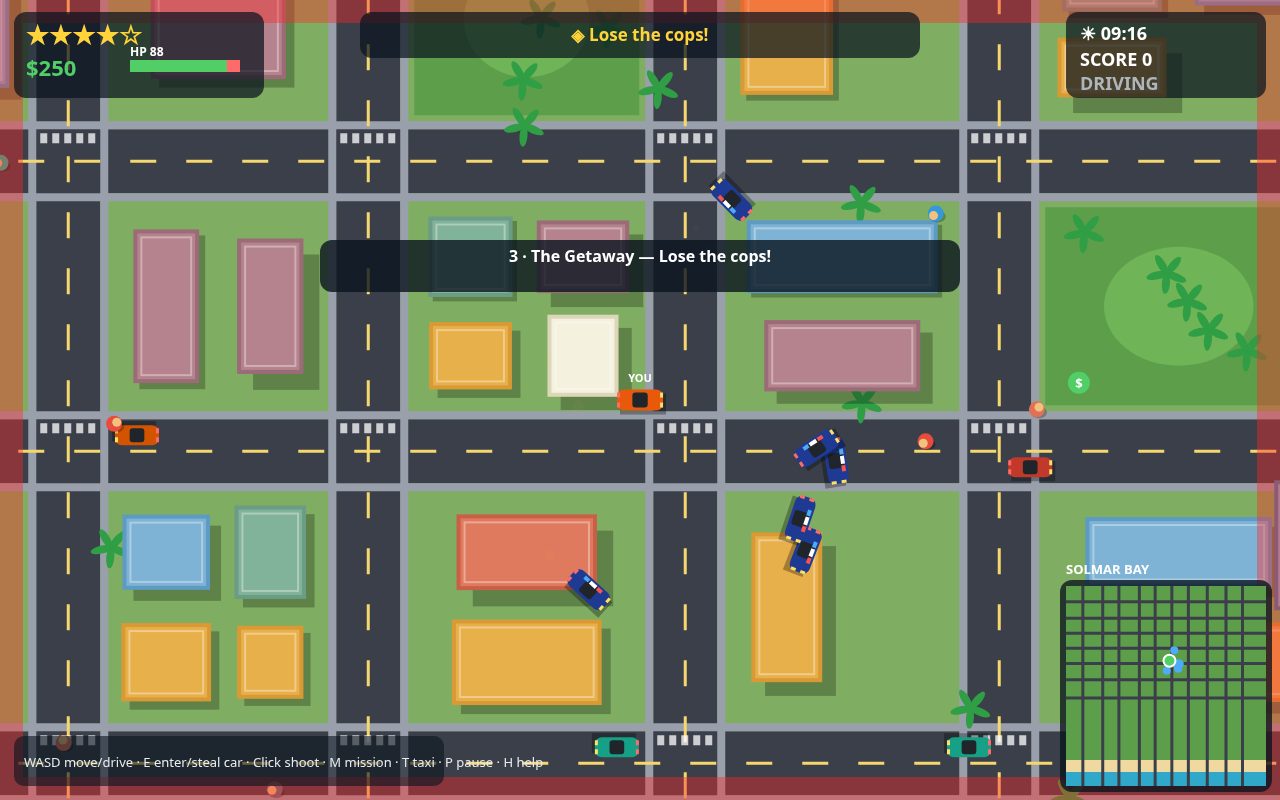 ★★★★☆
HP 88
$250
◈ Lose the cops!
☀ 09:16
SCORE 0
DRIVING
3 · The Getaway — Lose the cops!
YOU
$
SOLMAR BAY
WASD move/drive · E enter/steal car · Click shoot · M mission · T taxi · P pause · H help